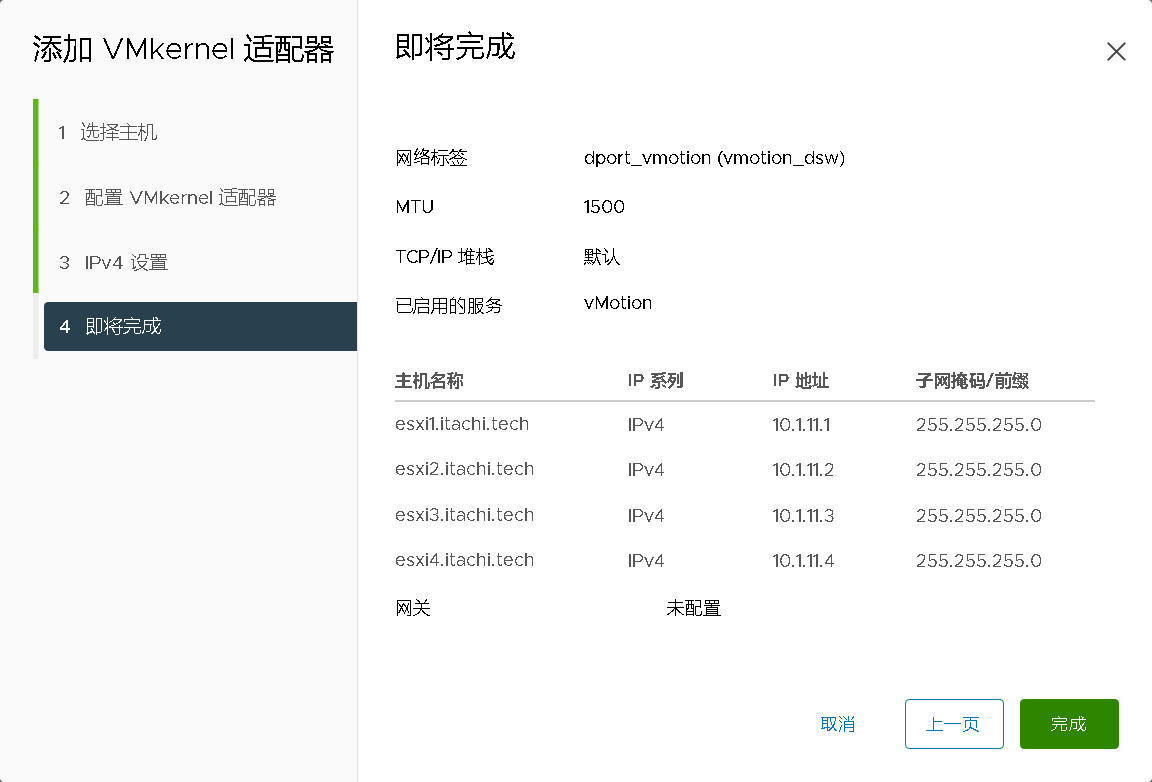 添加 VMkernel 适配器
1 选择主机
2 配置 VMkernel 适配器
3 IPv4 设置
4 即将完成
即将完成
网络标签 dport_vmotion (vmotion_dsw)
MTU 1500
TCP/IP 堆栈 默认
已启用的服务 vMotion
主机名称 IP 系列 IP 地址 子网掩码/前缀
esxi1.itachi.tech IPv4 10.1.11.1 255.255.255.0
esxi2.itachi.tech IPv4 10.1.11.2 255.255.255.0
esxi3.itachi.tech IPv4 10.1.11.3 255.255.255.0
esxi4.itachi.tech IPv4 10.1.11.4 255.255.255.0
网关 未配置
取消 上一页 完成